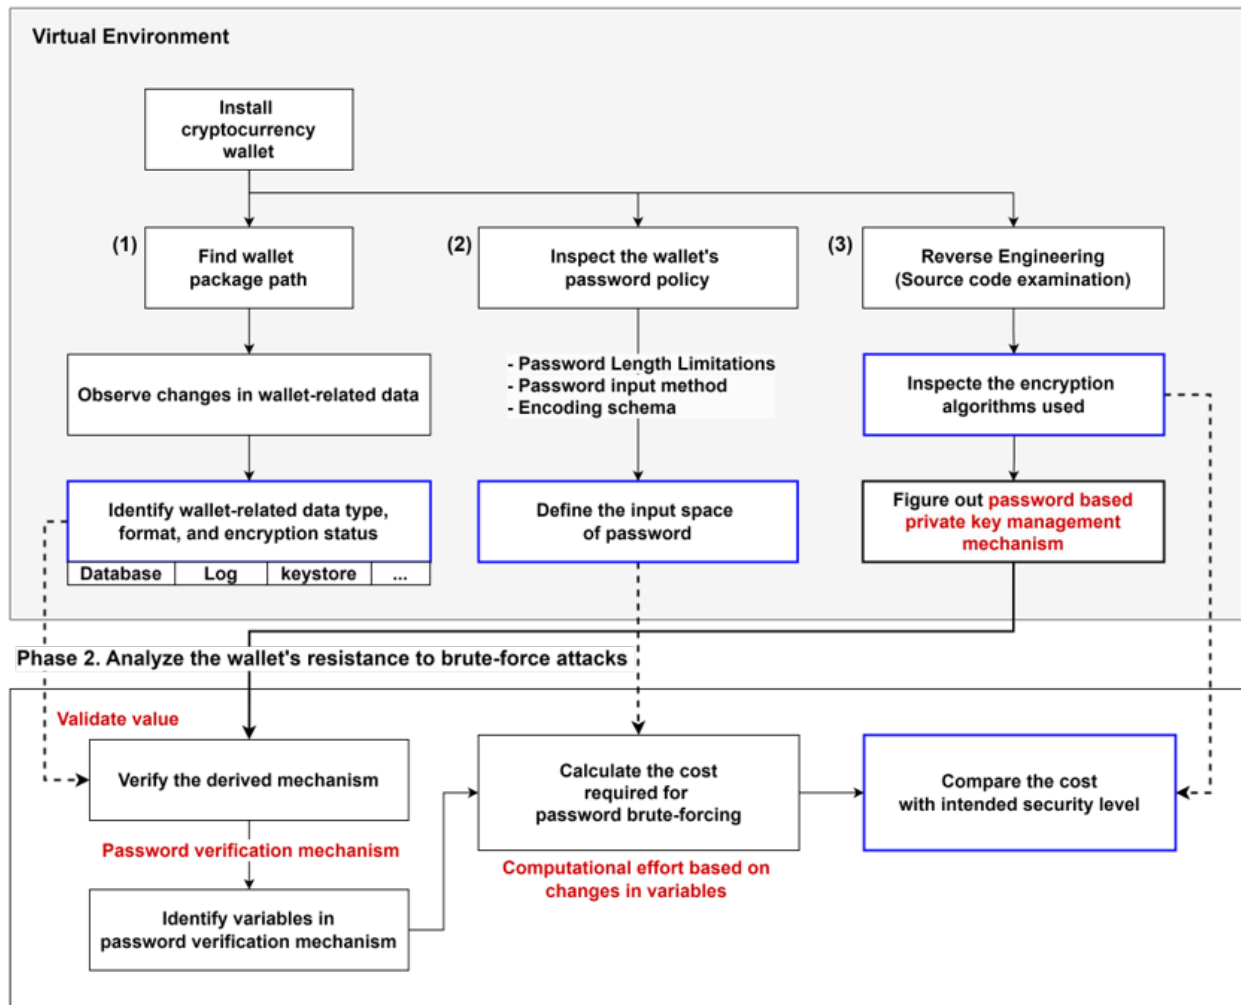 Virtual Environment
Install
cryptocurrency
wallet
(1)
Find wallet
package path
(2)
Inspect the wallet's
password policy
(3)
Reverse Engineering
(Source code examination)
Observe changes in wallet-related data
- Password Length Limitations
- Password input method
- Encoding schema
Inspecte the encryption
algorithms used
Identify wallet-related data type,
format, and encryption status
Database Log keystore ...
Define the input space
of password
Figure out password based
private key management
mechanism
Phase 2. Analyze the wallet's resistance to brute-force attacks
Validate value
Verify the derived mechanism
Password verification mechanism
Identify variables in
password verification mechanism
Calculate the cost
required for
password brute-forcing
Computational effort based on
changes in variables
Compare the cost
with intended security level